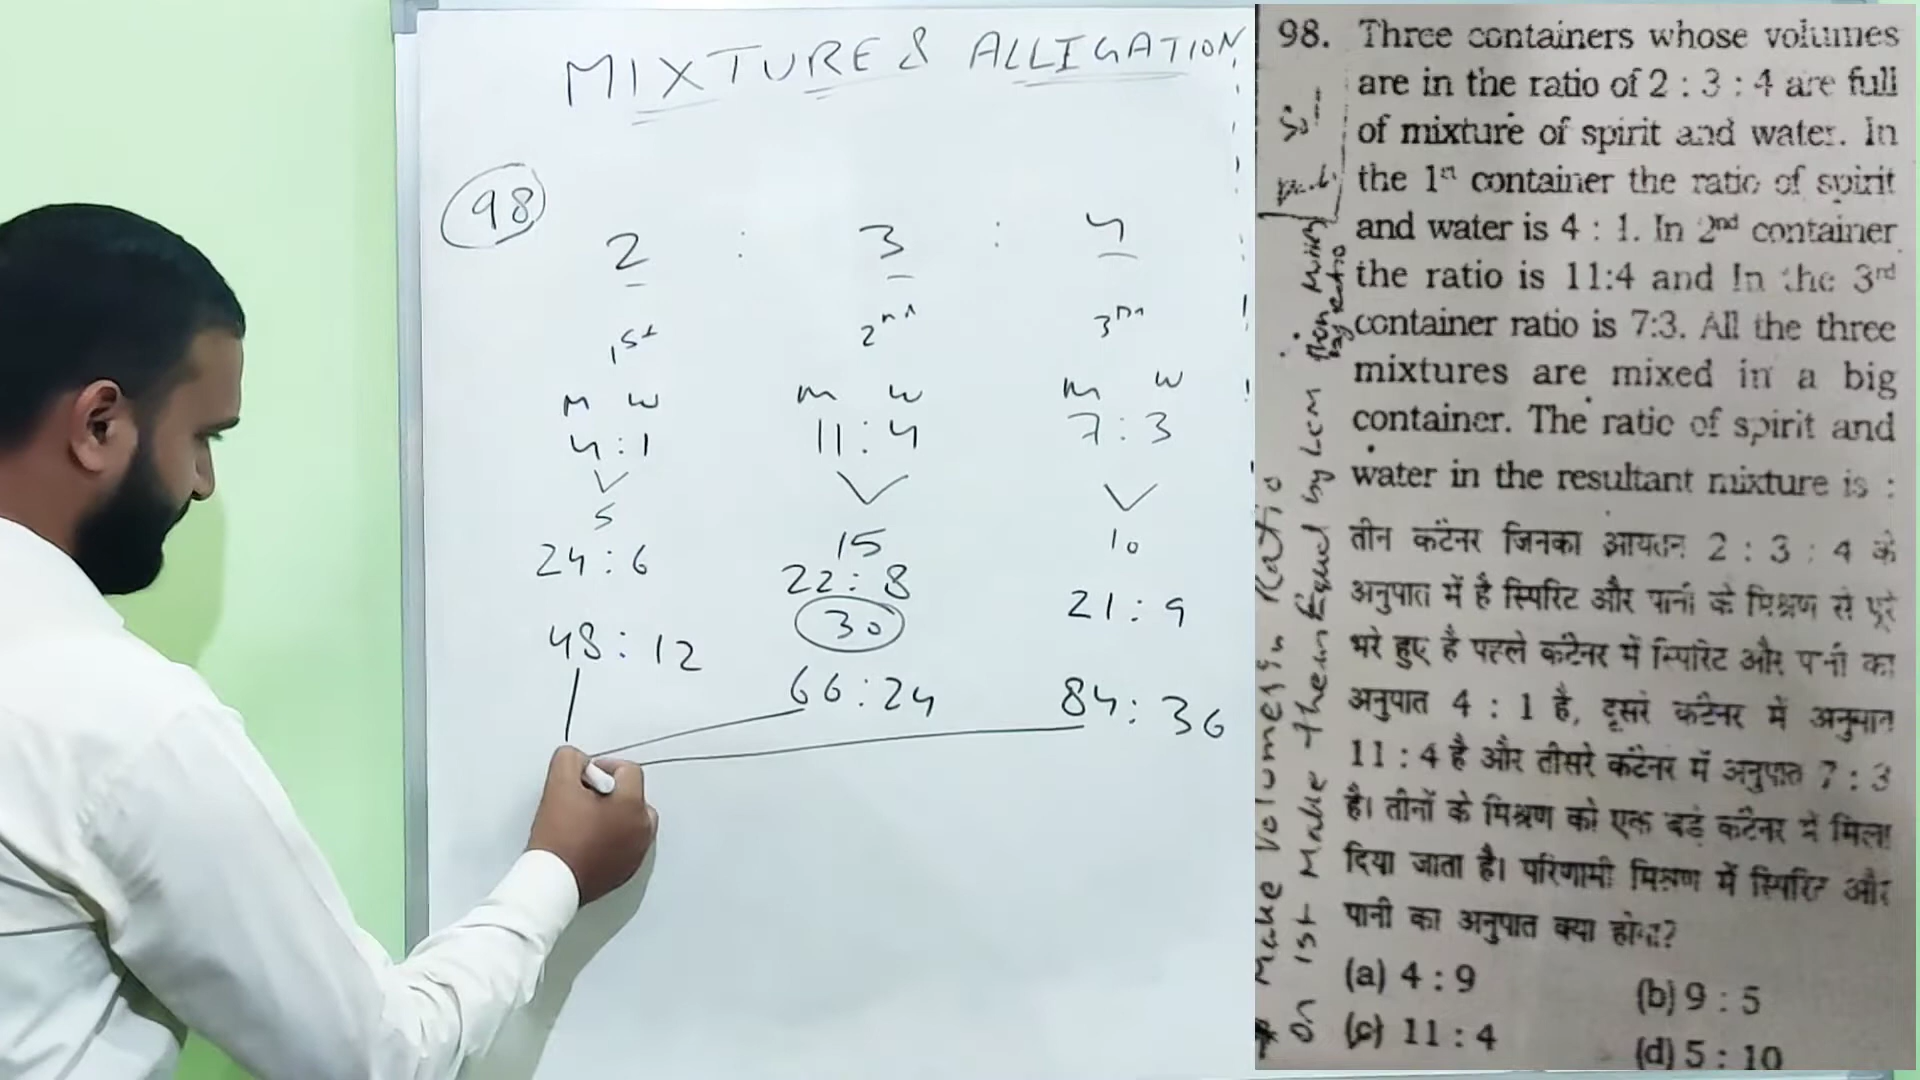 MIXTURE & ALLIGATION
98
2 : 3 : 4
1st 2nd 3rd
M W M W M W
4:1 11:4 7:3
5 15 10
24:6 22:8 21:9
30
48:12 66:24 84:36
98. Three containers whose volumes
are in the ratio of 2 : 3 : 4 are full
of mixture of spirit and water. In
the 1st container the ratio of spirit
and water is 4 : 1. In 2nd container
the ratio is 11:4 and In the 3rd
container ratio is 7:3. All the three
mixtures are mixed in a big
container. The ratio of spirit and
water in the resultant mixture is :
तीन कंटेनर जिनका आयतन 2 : 3 : 4 के
अनुपात में है स्पिरिट और पानी के मिश्रण से पूरे
भरे हुए है पहले कंटेनर में स्पिरिट और पानी का
अनुपात 4 : 1 है, दूसरे कंटेनर में अनुपात
11 : 4 है और तीसरे कंटेनर में अनुपात 7 : 3
है। तीनों के मिश्रण को एक बड़े कंटेनर में मिला
दिया जाता है। परिणामी मिश्रण में स्पिरिट और
पानी का अनुपात क्या होगा?
(a) 4 : 9 (b) 9 : 5
(c) 11 : 4 (d) 5 : 10
Make volumes in Ratio
on 1st Make them Equal by LCM then
by ratio